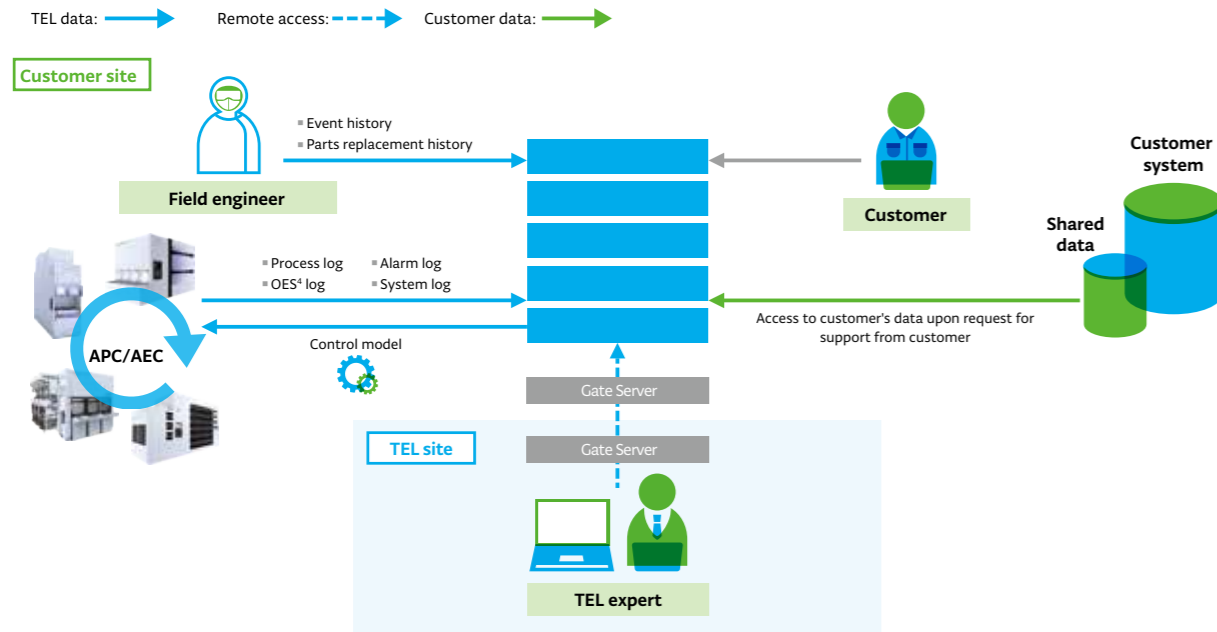 TEL data:
Remote access:
Customer data:
Customer site
▪ Event history
▪ Parts replacement history
Field engineer
Customer
Customer
system
Shared
data
▪ Process log
▪ Alarm log
▪ OES⁴ log
▪ System log
Access to customer's data upon request for
support from customer
APC/AEC
Control model
Gate Server
TEL site
Gate Server
TEL expert